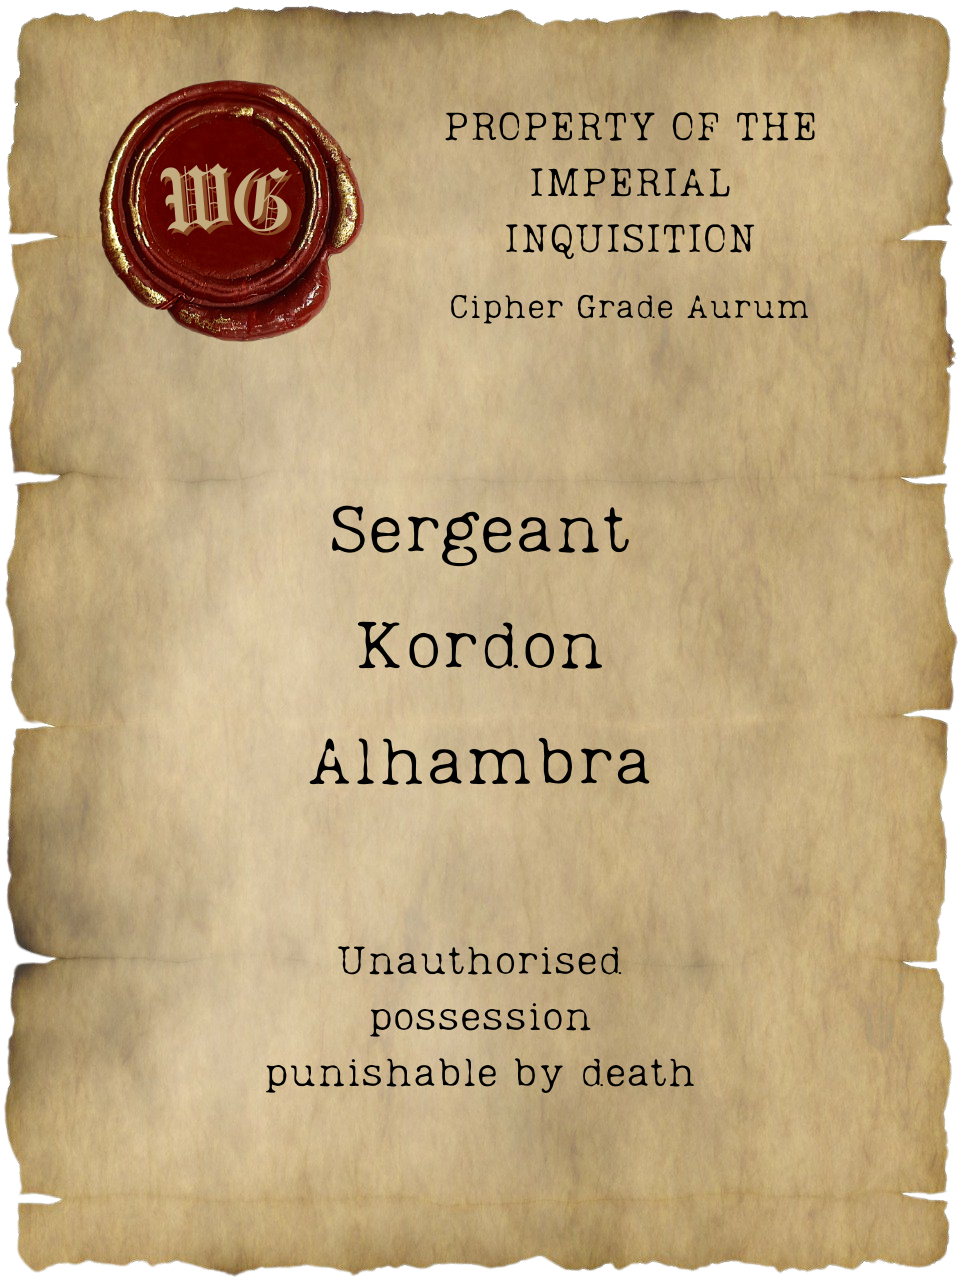 WG
PROPERTY OF THE
IMPERIAL
INQUISITION
Cipher Grade Aurum
Sergeant
Kordon
Alhambra
Unauthorised
possession
punishable by death